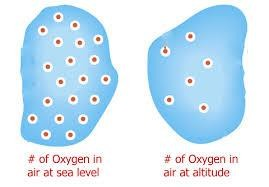 # of Oxygen in
air at sea level
# of Oxygen in
air at altitude